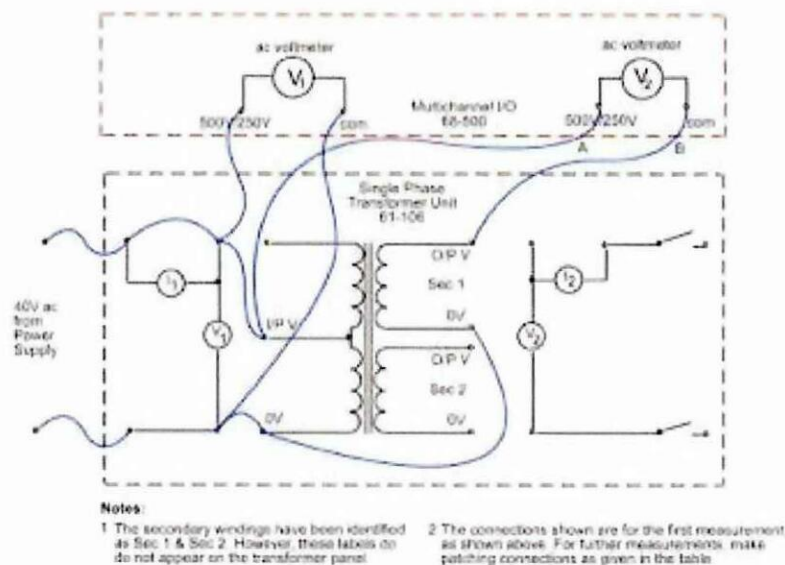 ac voltmeter
ac voltmeter
V1
V2
500V/250V
com
Multichannel I/O
68-500
500V/250V
com
A
B
Single Phase
Transformer Unit
61-106
O/P V
I1
Sec 1
I2
40V ac
from
Power
Supply
V1
I/P V
0V
V2
O/P V
Sec 2
0V
0V
Notes:
1 The secondary windings have been identified
as Sec 1 & Sec 2. However, these labels do
do not appear on the transformer panel
2 The connections shown are for the first measurement
as shown above. For further measurements, make
patching connections as given in the table